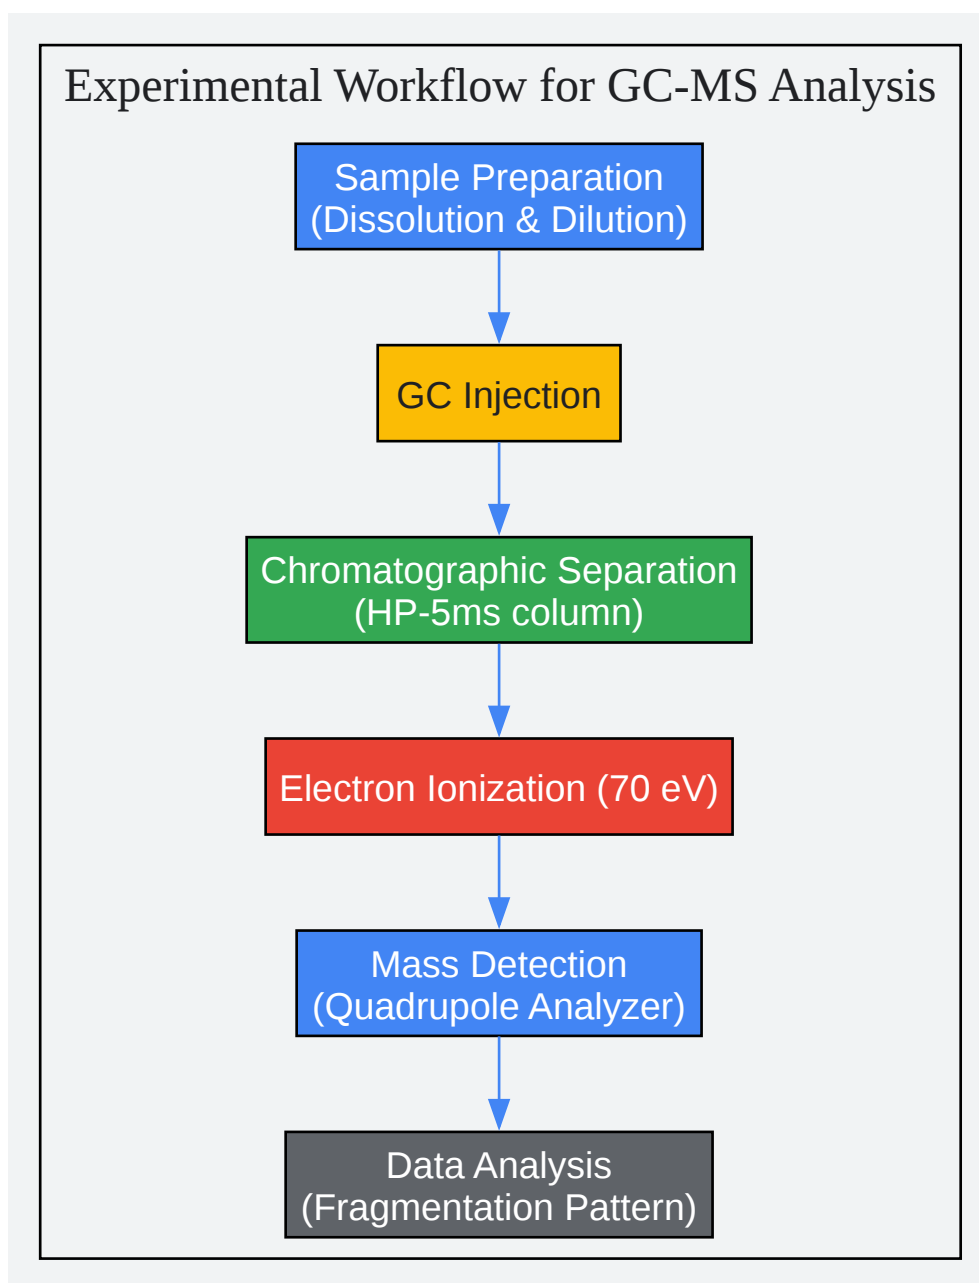 Experimental Workflow for GC-MS Analysis
Sample Preparation
(Dissolution & Dilution)
GC Injection
Chromatographic Separation
(HP-5ms column)
Electron Ionization (70 eV)
Mass Detection
(Quadrupole Analyzer)
Data Analysis
(Fragmentation Pattern)